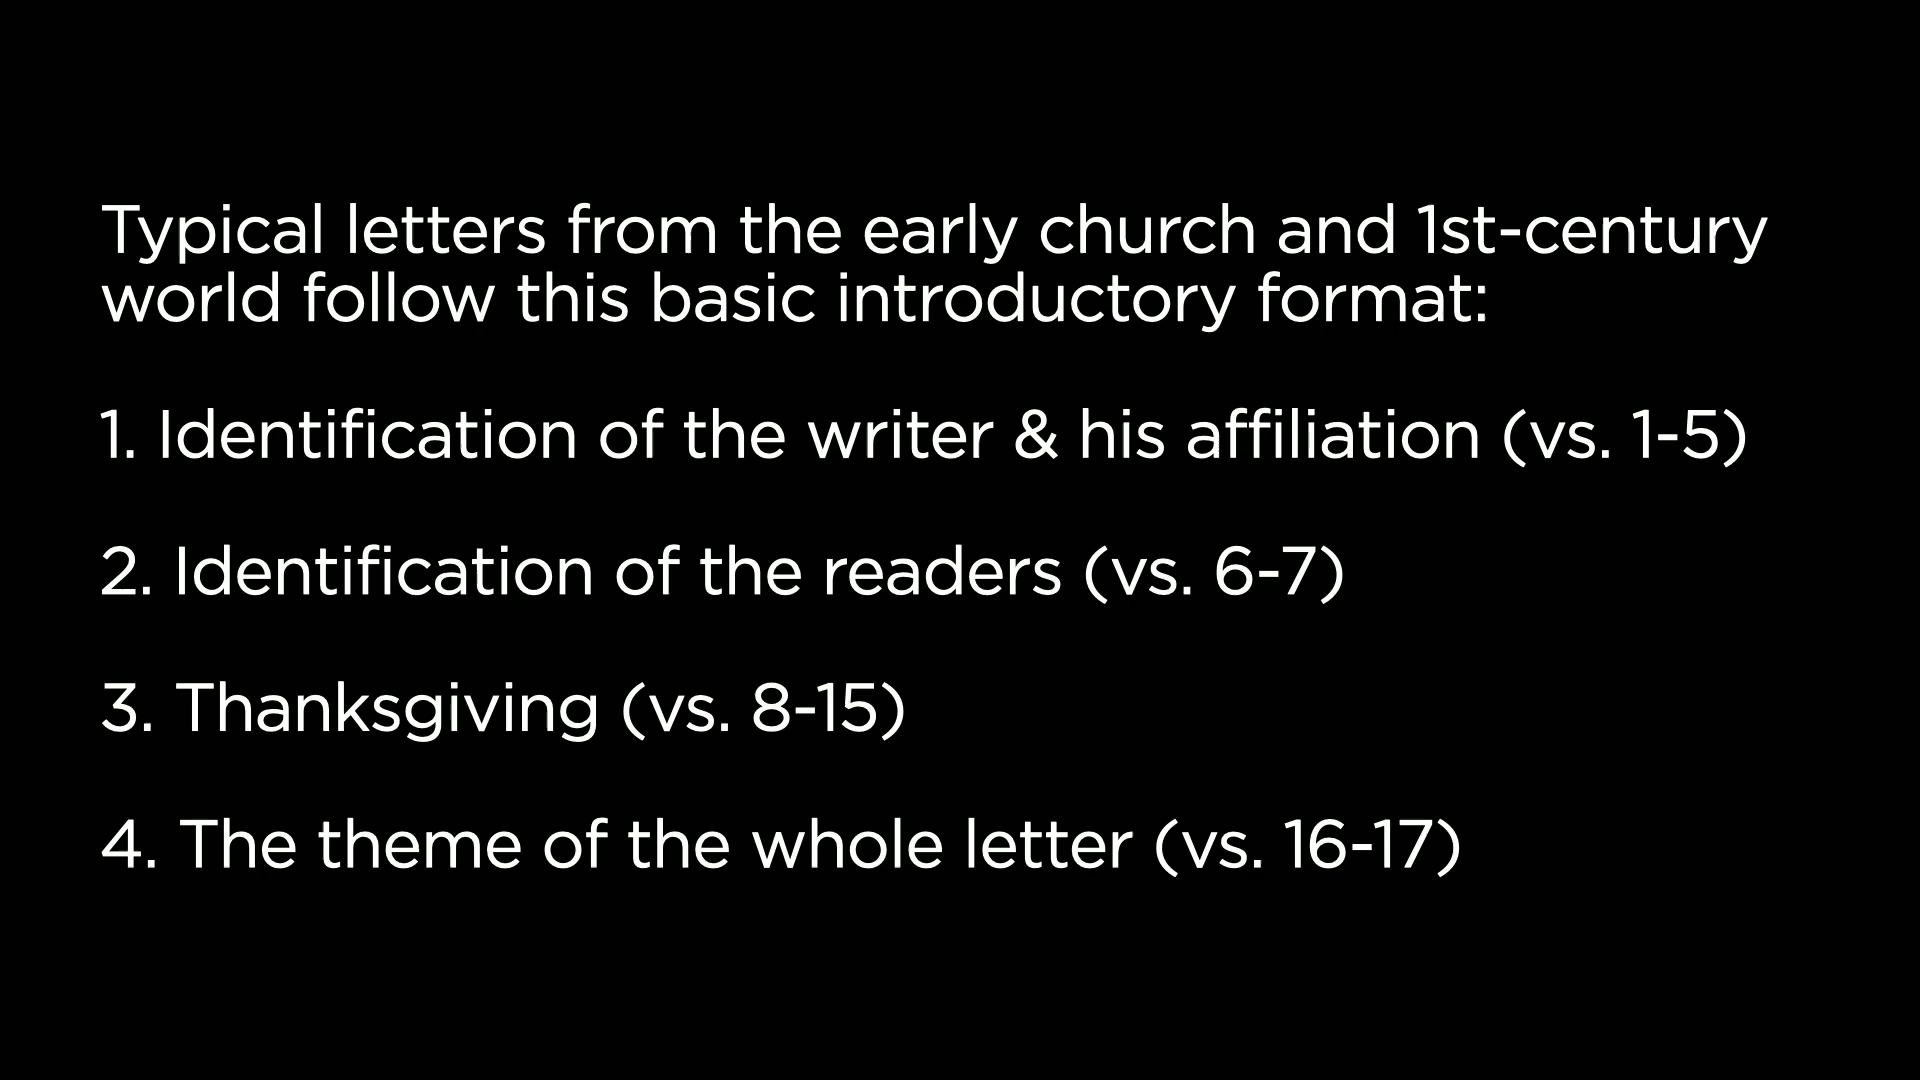 Typical letters from the early church and 1st-century
world follow this basic introductory format:
1. Identification of the writer & his affiliation (vs. 1-5)
2. Identification of the readers (vs. 6-7)
3. Thanksgiving (vs. 8-15)
4. The theme of the whole letter (vs. 16-17)